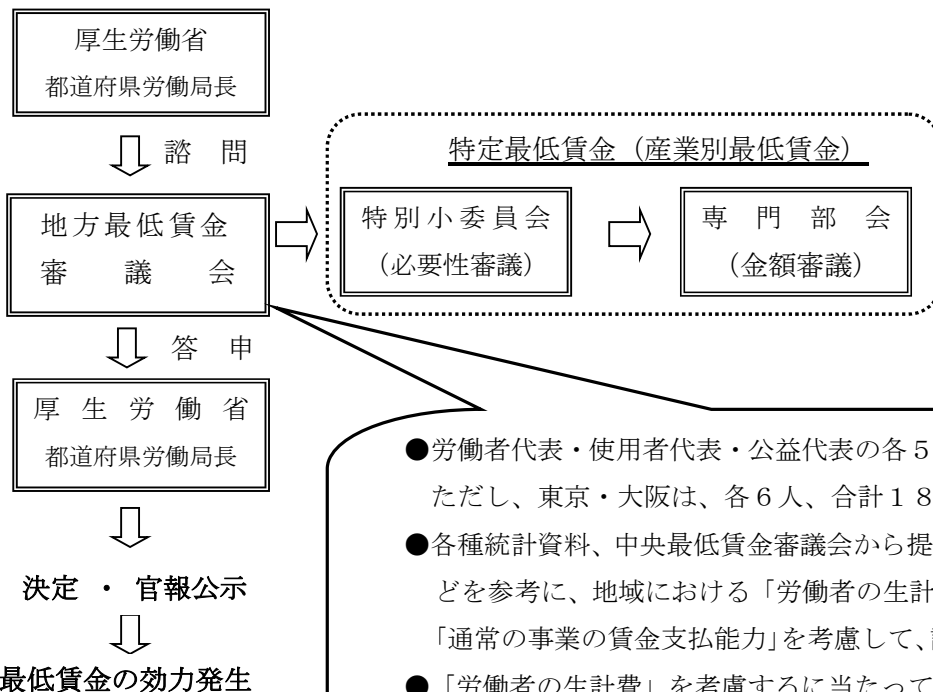 厚生労働省
都道府県労働局長
諮　問
特定最低賃金（産業別最低賃金）
地方最低賃金
審　議　会
特別小委員会
（必要性審議）
専　門　部　会
（金額審議）
答　申
厚生労働省
都道府県労働局長
決定　・　官報公示
最低賃金の効力発生
●労働者代表・使用者代表・公益代表の各５
ただし、東京・大阪は、各６人、合計１８
●各種統計資料、中央最低賃金審議会から提
どを参考に、地域における「労働者の生計
「通常の事業の賃金支払能力」を考慮して、
●「労働者の生計費」を考慮するに当たって